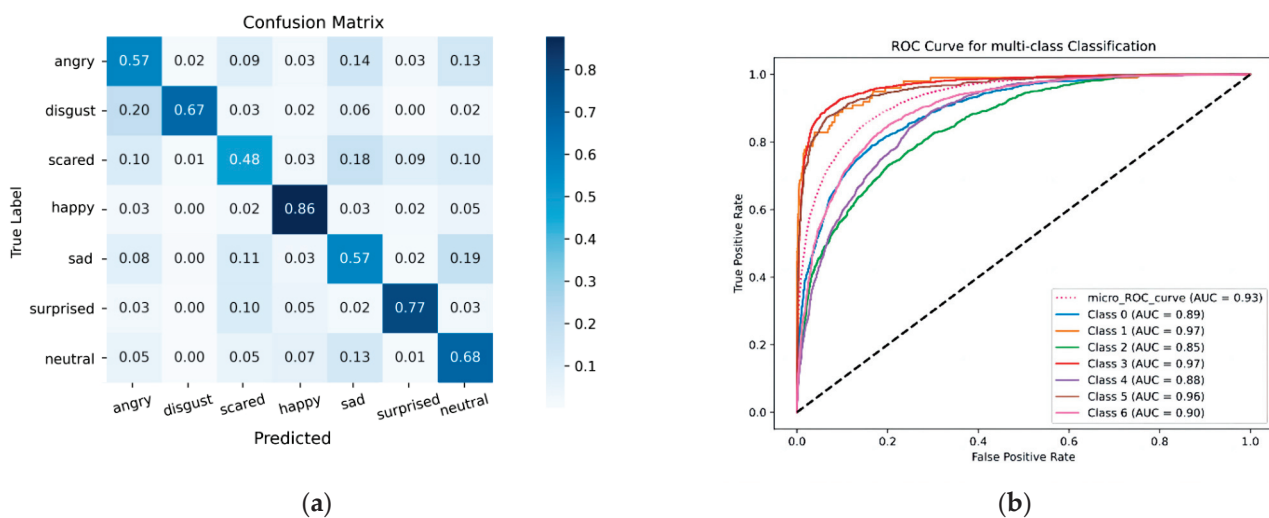 Confusion Matrix
True Label
angry 0.57 0.02 0.09 0.03 0.14 0.03 0.13
disgust 0.20 0.67 0.03 0.02 0.06 0.00 0.02
scared 0.10 0.01 0.48 0.03 0.18 0.09 0.10
happy 0.03 0.00 0.02 0.86 0.03 0.02 0.05
sad 0.08 0.00 0.11 0.03 0.57 0.02 0.19
surprised 0.03 0.00 0.10 0.05 0.02 0.77 0.03
neutral 0.05 0.00 0.05 0.07 0.13 0.01 0.68
angry disgust scared happy sad surprised neutral
Predicted
0.8
0.7
0.6
0.5
0.4
0.3
0.2
0.1
(a)
ROC Curve for multi-class Classification
True Positive Rate
1.0
0.8
0.6
0.4
0.2
0.0
micro_ROC_curve (AUC = 0.93)
Class 0 (AUC = 0.89)
Class 1 (AUC = 0.97)
Class 2 (AUC = 0.85)
Class 3 (AUC = 0.97)
Class 4 (AUC = 0.88)
Class 5 (AUC = 0.96)
Class 6 (AUC = 0.90)
0.0 0.2 0.4 0.6 0.8 1.0
False Positive Rate
(b)